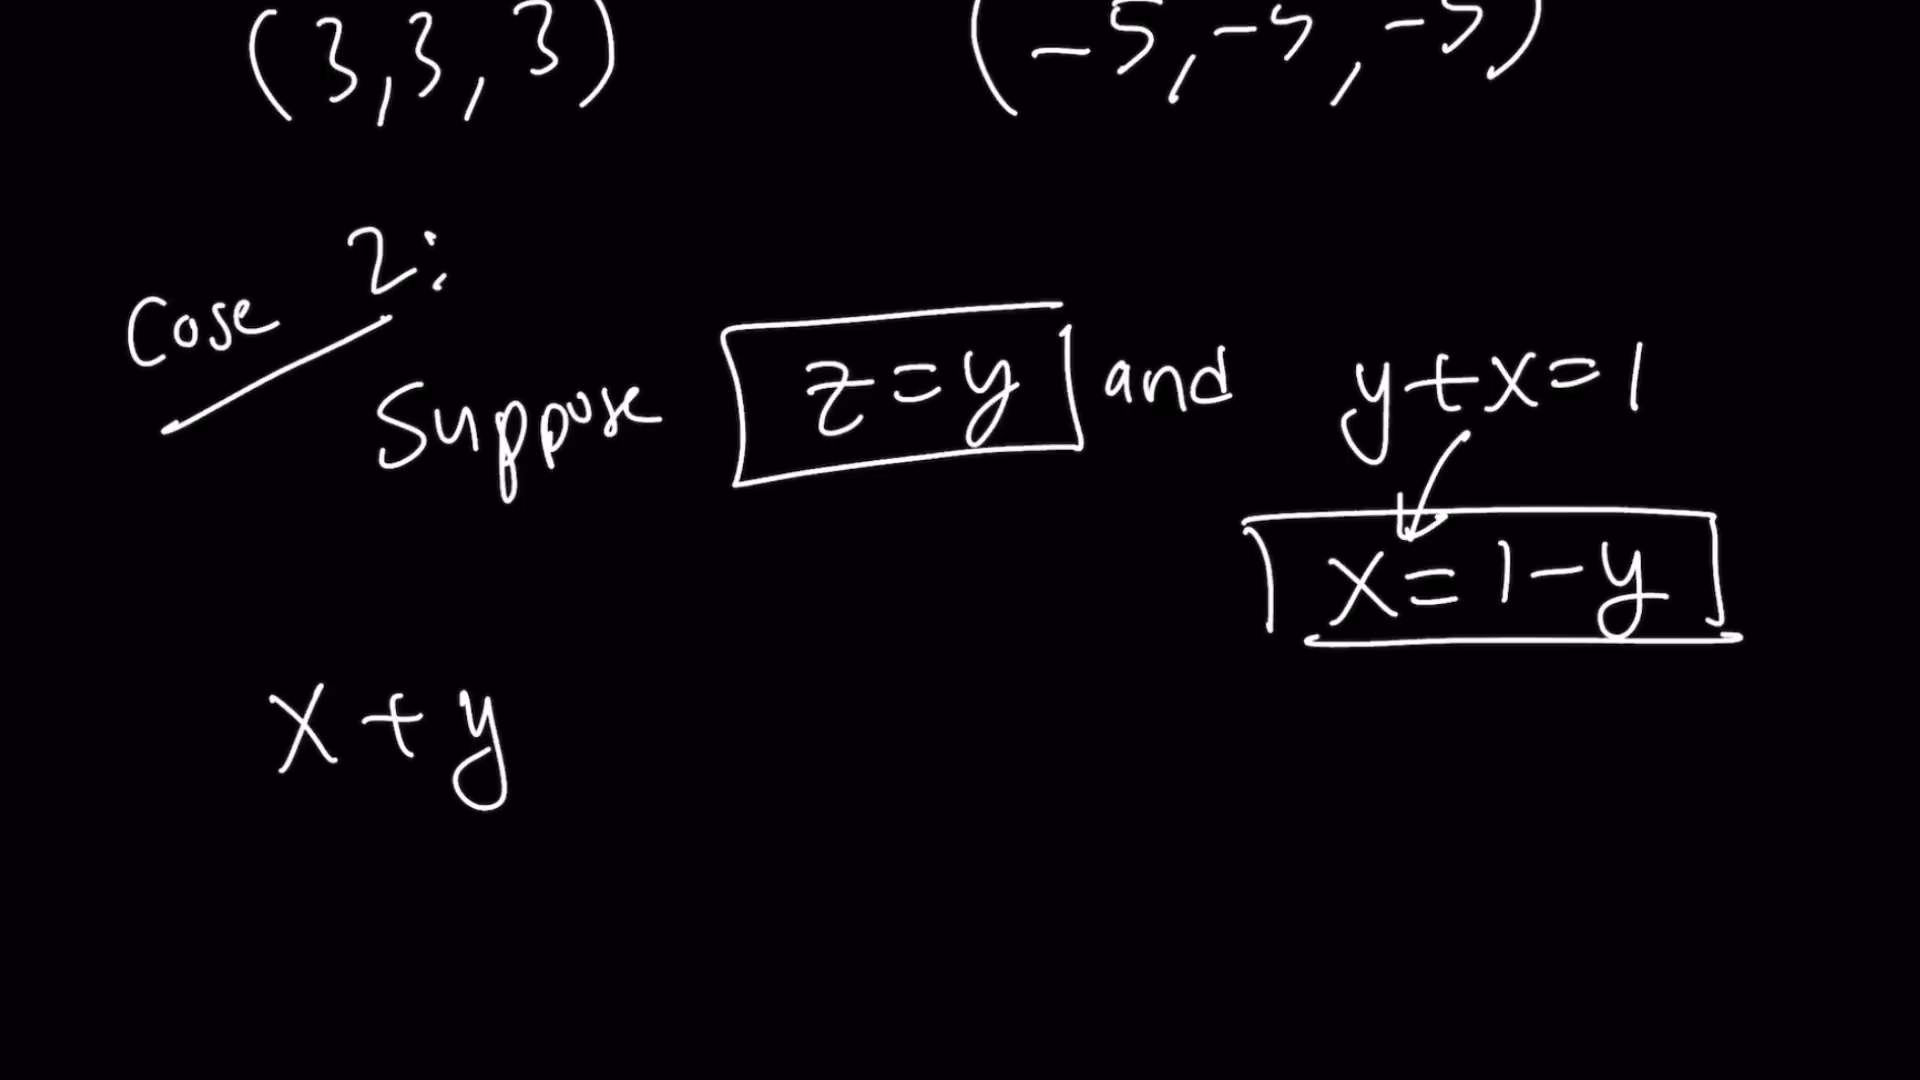 (3,3,3) (-5,-5,-5)
Case 2:
Suppose z=y and y+x=1
x=1-y
x+y